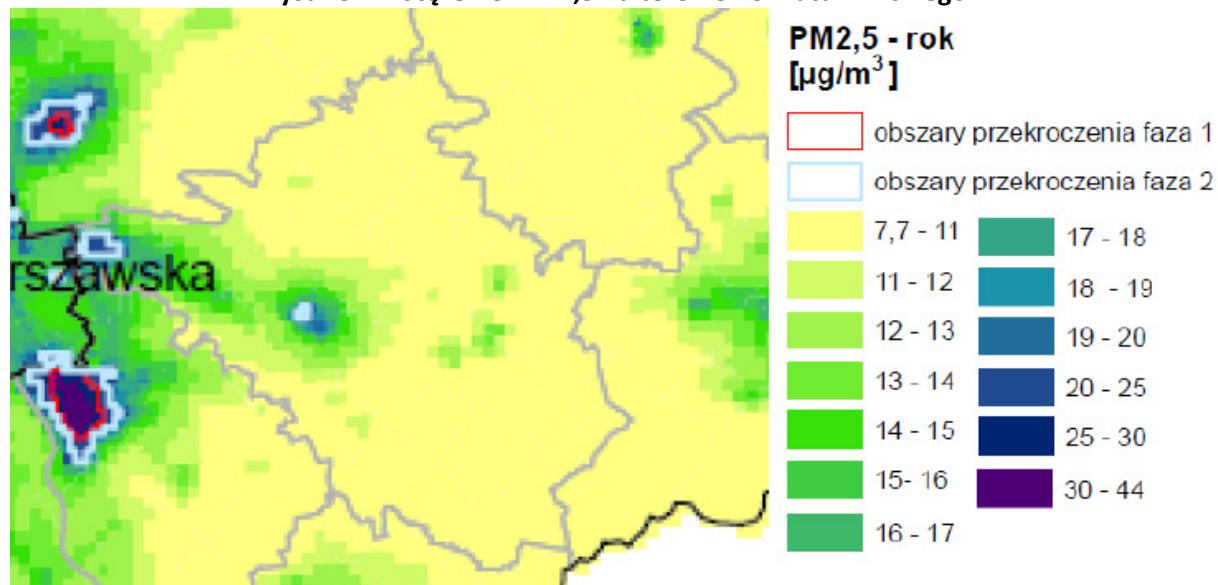 PM2,5 - rok
[µg/m³]
obszary przekroczenia faza 1
obszary przekroczenia faza 2
7,7 - 11
11 - 12
12 - 13
13 - 14
14 - 15
15- 16
16 - 17
17 - 18
18 - 19
19 - 20
20 - 25
25 - 30
30 - 44
rszawska